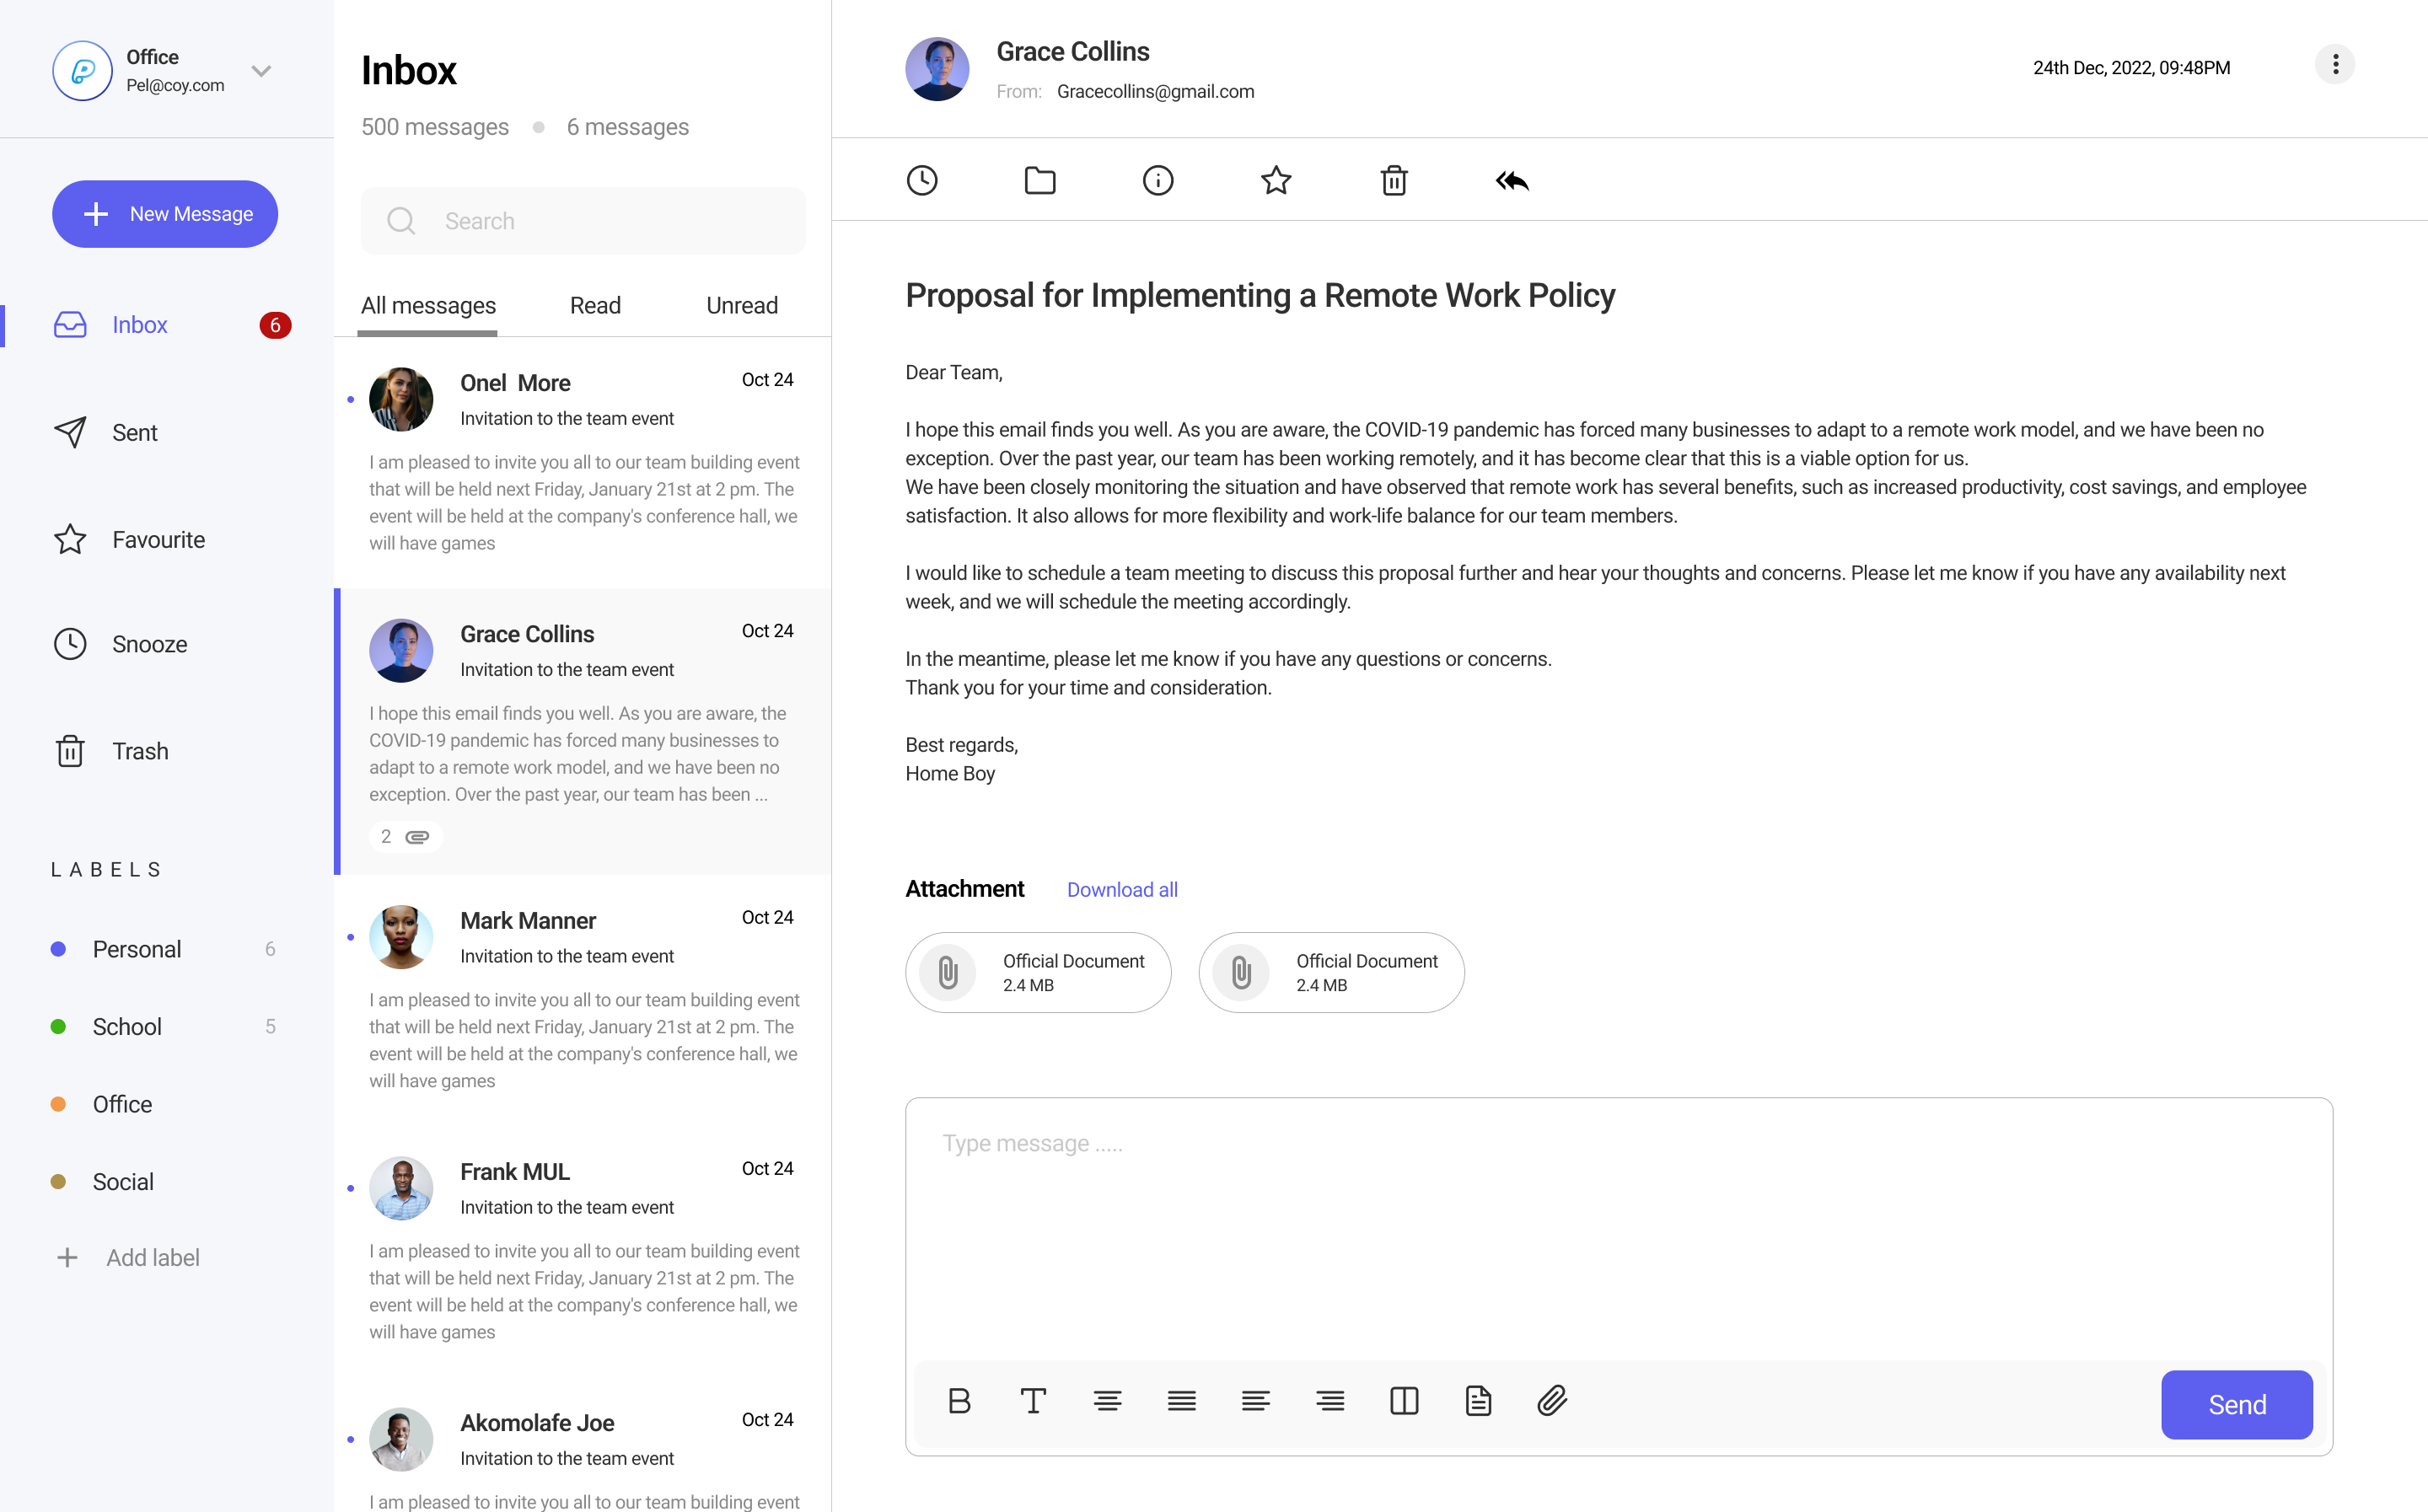 Office
Pel@coy.com
New Message
Inbox
6
Sent
Favourite
Snooze
Trash
LABELS
Personal 6
School 5
Office
Social
Add label
Inbox
500 messages 6 messages
Search
All messages Read Unread
Onel  More Oct 24
Invitation to the team event
I am pleased to invite you all to our team building event
that will be held next Friday, January 21st at 2 pm. The
event will be held at the company's conference hall, we
will have games
Grace Collins Oct 24
Invitation to the team event
I hope this email finds you well. As you are aware, the
COVID-19 pandemic has forced many businesses to
adapt to a remote work model, and we have been no
exception. Over the past year, our team has been ...
2
Mark Manner Oct 24
Invitation to the team event
I am pleased to invite you all to our team building event
that will be held next Friday, January 21st at 2 pm. The
event will be held at the company's conference hall, we
will have games
Frank MUL Oct 24
Invitation to the team event
I am pleased to invite you all to our team building event
that will be held next Friday, January 21st at 2 pm. The
event will be held at the company's conference hall, we
will have games
Akomolafe Joe Oct 24
Invitation to the team event
I am pleased to invite you all to our team building event
Grace Collins
From: Gracecollins@gmail.com
24th Dec, 2022, 09:48PM
Proposal for Implementing a Remote Work Policy
Dear Team,
I hope this email finds you well. As you are aware, the COVID-19 pandemic has forced many businesses to adapt to a remote work model, and we have been no
exception. Over the past year, our team has been working remotely, and it has become clear that this is a viable option for us.
We have been closely monitoring the situation and have observed that remote work has several benefits, such as increased productivity, cost savings, and employee
satisfaction. It also allows for more flexibility and work-life balance for our team members.
I would like to schedule a team meeting to discuss this proposal further and hear your thoughts and concerns. Please let me know if you have any availability next
week, and we will schedule the meeting accordingly.
In the meantime, please let me know if you have any questions or concerns.
Thank you for your time and consideration.
Best regards,
Home Boy
Attachment Download all
Official Document
2.4 MB
Official Document
2.4 MB
Type message .....
Send